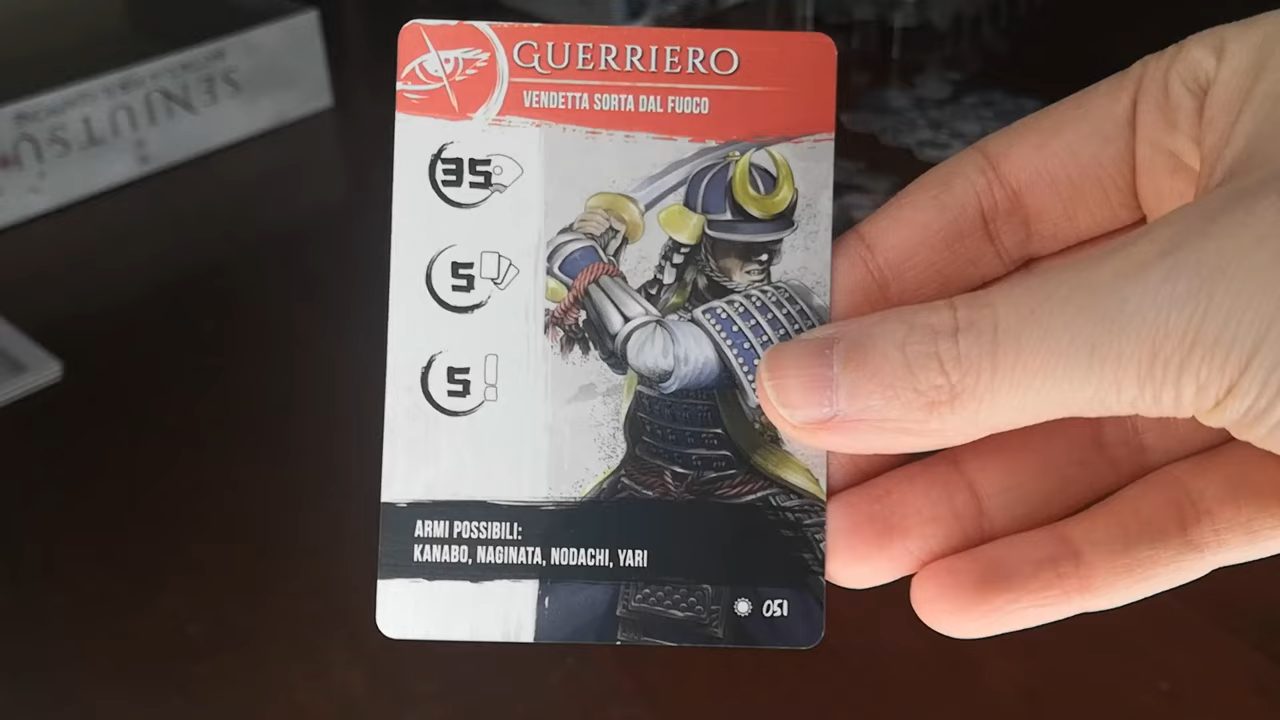 GUERRIERO
VENDETTA SORTA DAL FUOCO
35
5
5
ARMI POSSIBILI:
KANABO, NAGINATA, NODACHI, YARI
051
SENJUTSU